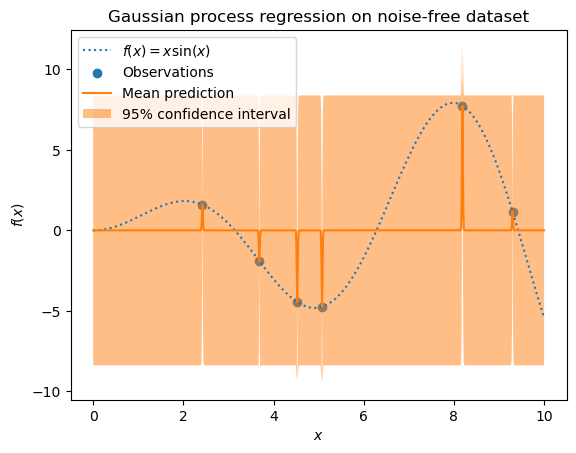 Gaussian process regression on noise-free dataset
f(x) = x sin(x)
Observations
Mean prediction
95% confidence interval
f(x)
10
5
0
−5
−10
0 2 4 6 8 10
x